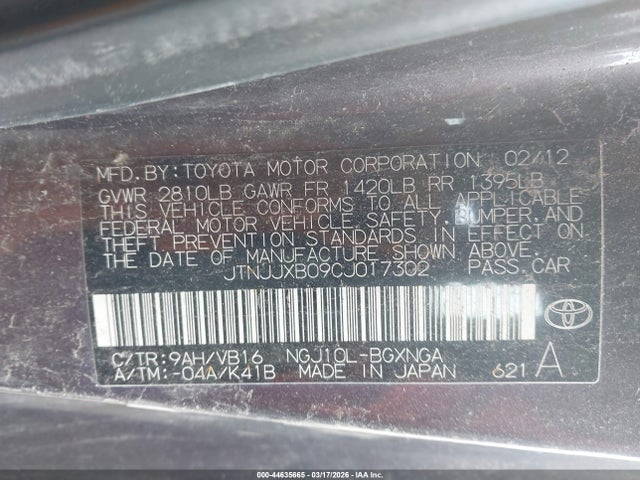 MFD.BY:TOYOTA MOTOR CORPORATION 02/12
GVWR 2810LB GAWR FR 1420LB RR 1395LB
THIS VEHICLE CONFORMS TO ALL APPLICABLE
FEDERAL MOTOR VEHICLE SAFETY,BUMPER,AND
THEFT PREVENTION STANDARDS IN EFFECT ON
THE DATE OF MANUFACTURE SHOWN ABOVE.
JTNJJXB09CJ017302 PASS.CAR
C/TR:9AH/VB16 NGJ10L-BGXNGA
A/TM:-04A/K41B MADE IN JAPAN 621 A
000-44635665 - 03/17/2026 - IAA Inc.